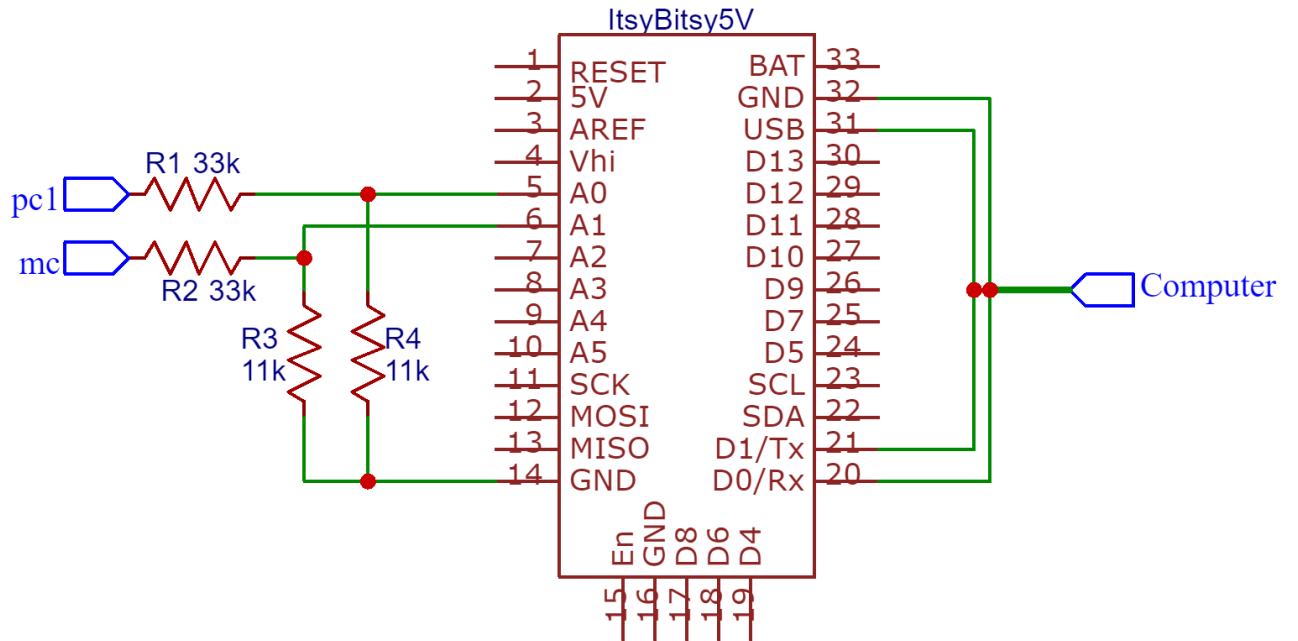 ItsyBitsy5V
1 RESET
2 5V
3 AREF
4 Vhi
5 A0
6 A1
7 A2
8 A3
9 A4
10 A5
11 SCK
12 MOSI
13 MISO
14 GND
BAT 33
GND 32
USB 31
D13 30
D12 29
D11 28
D10 27
D9 26
D7 25
D5 24
SCL 23
SDA 22
D1/Tx 21
D0/Rx 20
En 15
GND 16
D8 17
D6 18
D4 19
pc1
R1 33k
mc
R2 33k
R3
11k
R4
11k
Computer